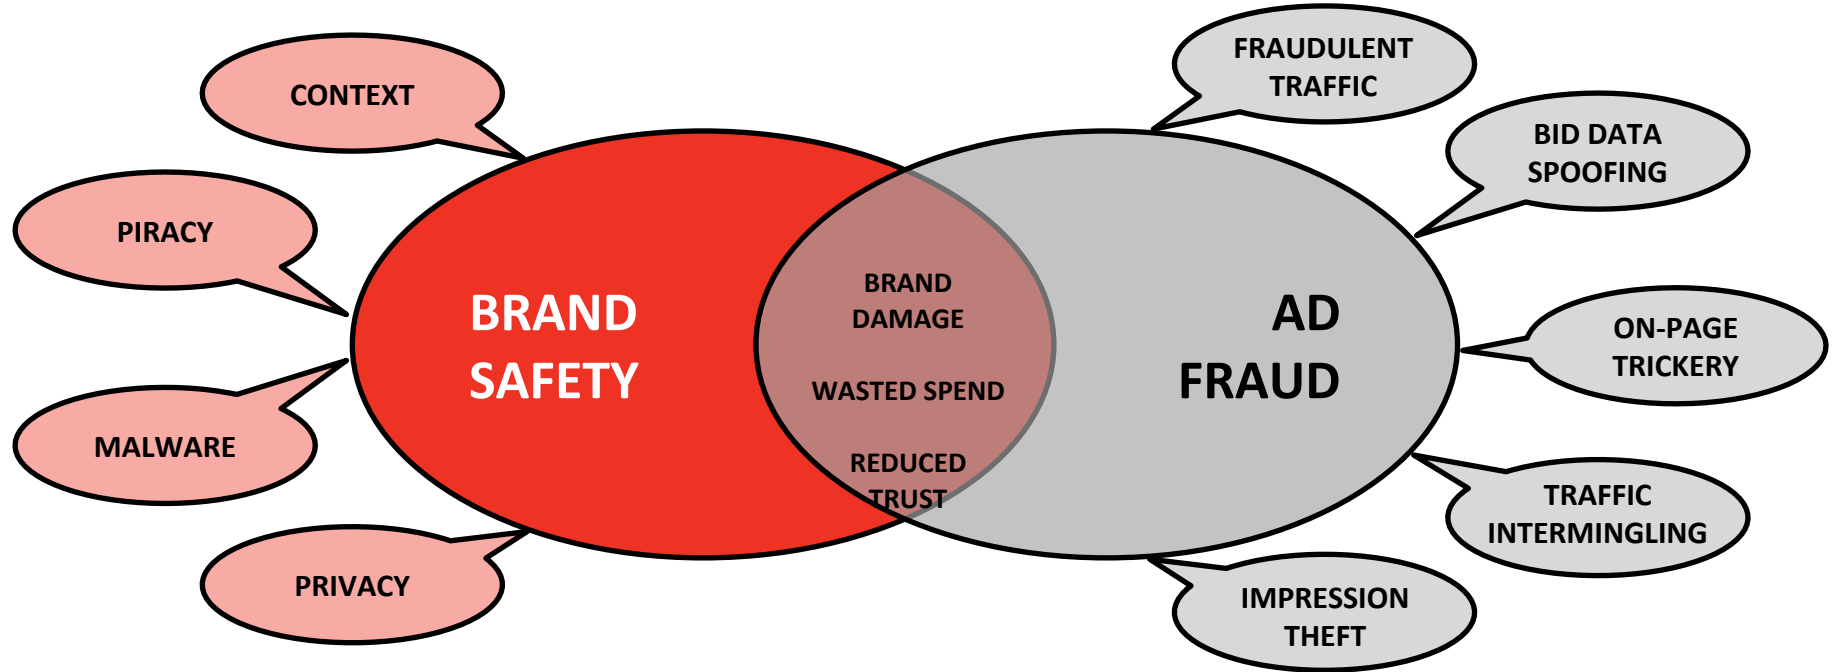 CONTEXT
PIRACY
MALWARE
PRIVACY
BRAND
SAFETY
BRAND
DAMAGE
WASTED SPEND
REDUCED
TRUST
AD
FRAUD
FRAUDULENT
TRAFFIC
BID DATA
SPOOFING
ON-PAGE
TRICKERY
TRAFFIC
INTERMINGLING
IMPRESSION
THEFT